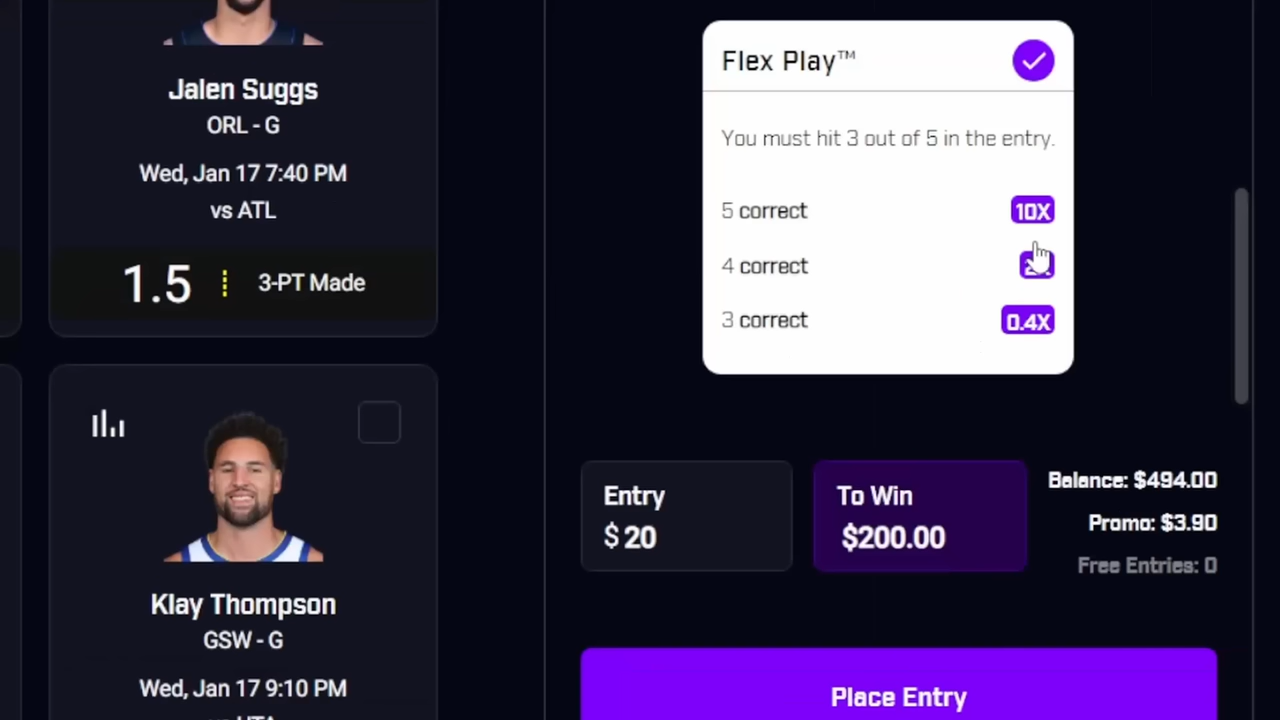 Jalen Suggs
ORL - G
Wed, Jan 17 7:40 PM
vs ATL
1.5
3-PT Made
Klay Thompson
GSW - G
Wed, Jan 17 9:10 PM
Flex Play™
You must hit 3 out of 5 in the entry.
5 correct 10X
4 correct
3 correct 0.4X
Entry
$ 20
To Win
$200.00
Balance: $494.00
Promo: $3.90
Free Entries: 0
Place Entry